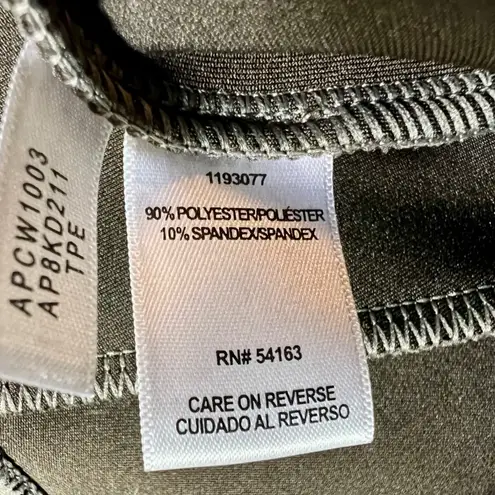 APCW1003
AP8KD211
TPE
1193077
90% POLYESTER/POLIÉSTER
10% SPANDEX/SPANDEX
RN# 54163
CARE ON REVERSE
CUIDADO AL REVERSO